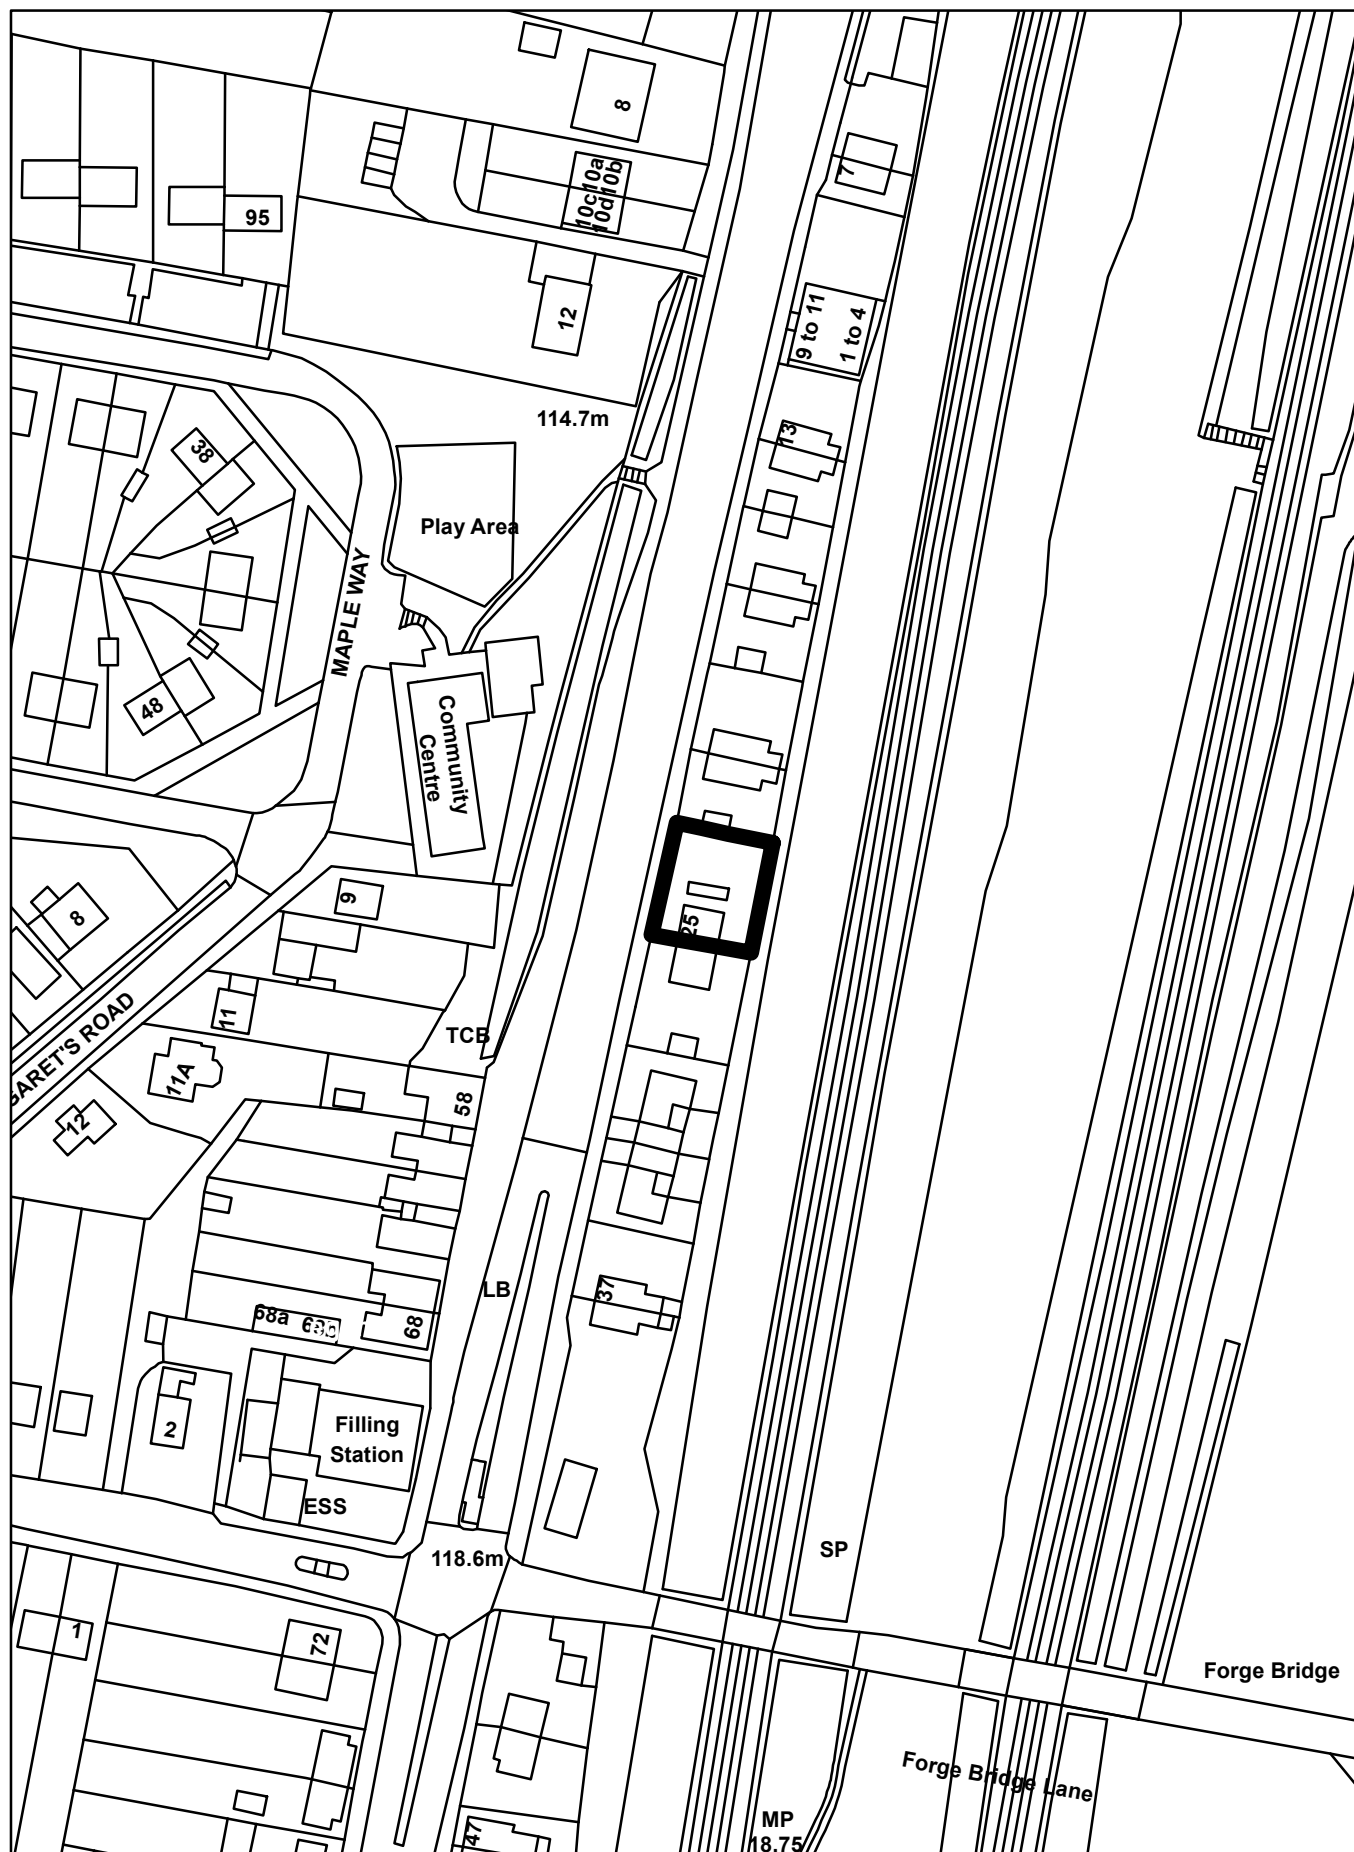 8
10c10a
10d10b
7
95
12
9 to 11
1 to 4
114.7m
13
38
Play Area
MAPLE WAY
48
Community
Centre
9
8
25
11
TCB
GARET'S ROAD
11A
12
58
LB
37
68a
68
2
Filling
Station
ESS
118.6m
SP
1
72
Forge Bridge
Forge Bridge Lane
MP
18.75
47